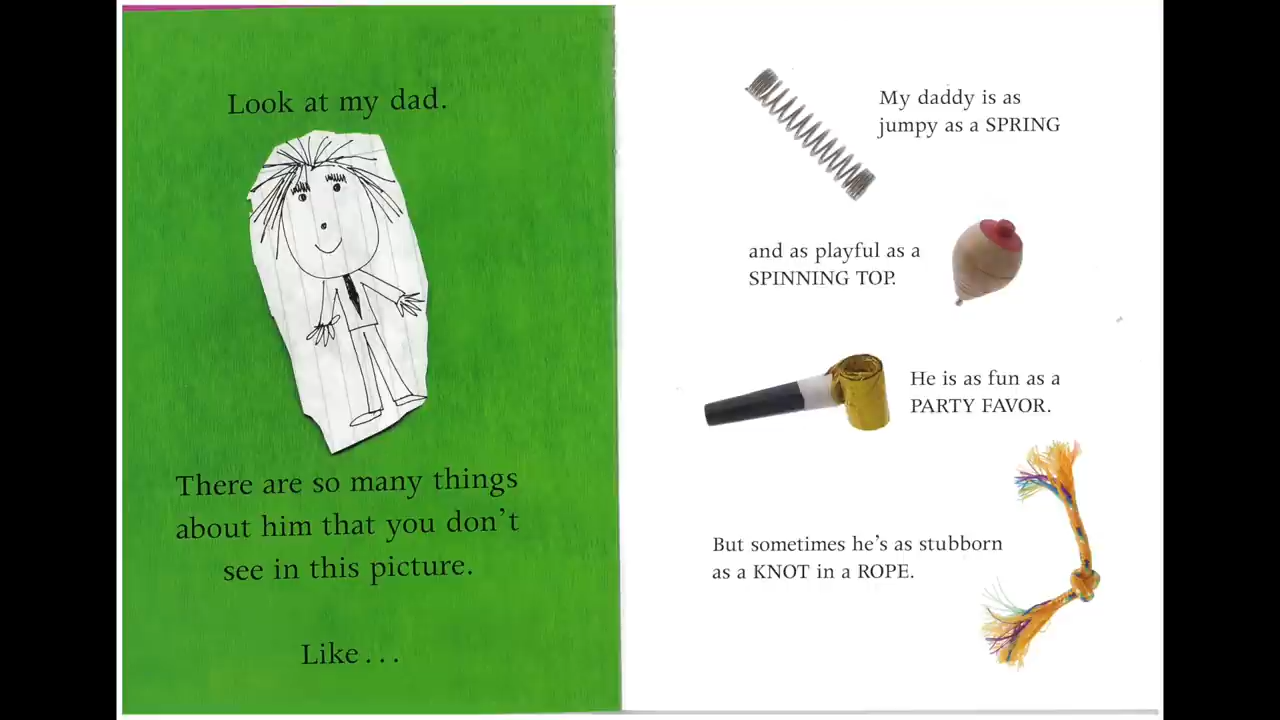 Look at my dad.
There are so many things
about him that you don't
see in this picture.
Like...
My daddy is as
jumpy as a SPRING
and as playful as a
SPINNING TOP.
He is as fun as a
PARTY FAVOR.
But sometimes he's as stubborn
as a KNOT in a ROPE.